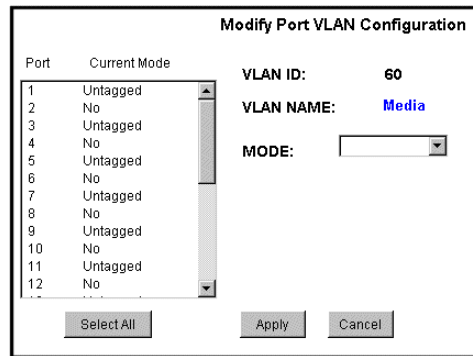 Modify Port VLAN Configuration
Port Current Mode
1 Untagged
2 No
3 Untagged
4 No
5 Untagged
6 No
7 Untagged
8 No
9 Untagged
10 No
11 Untagged
12 No
VLAN ID: 60
VLAN NAME: Media
MODE:
Select All Apply Cancel